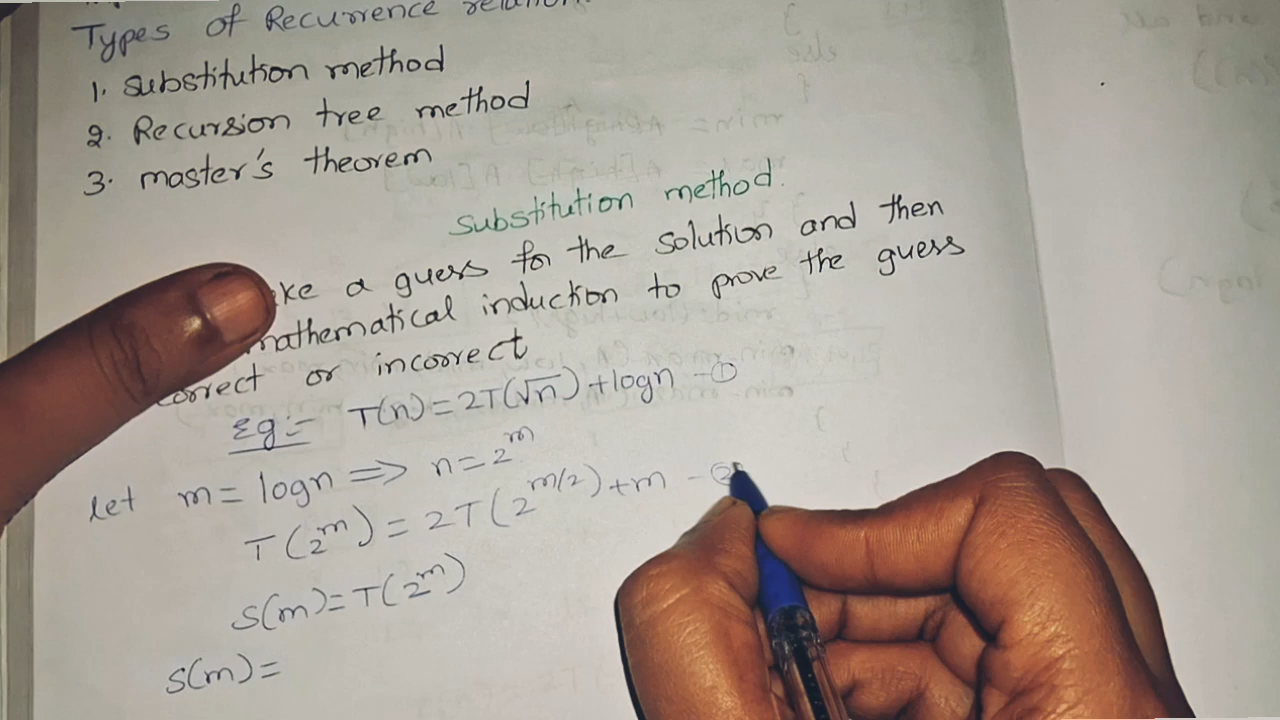 Types of Recurrence
1. substitution method
2. Recursion tree method
3. master's theorem
substitution method.
a guess for the solution and then
mathematical induction to prove the guess
correct or incorrect
Eg:- T(n)=2T(√n)+logn -①
let m=logn => n=2^m
T(2^m)=2T(2^m/2)+m -②
S(m)=T(2^m)
S(m)=